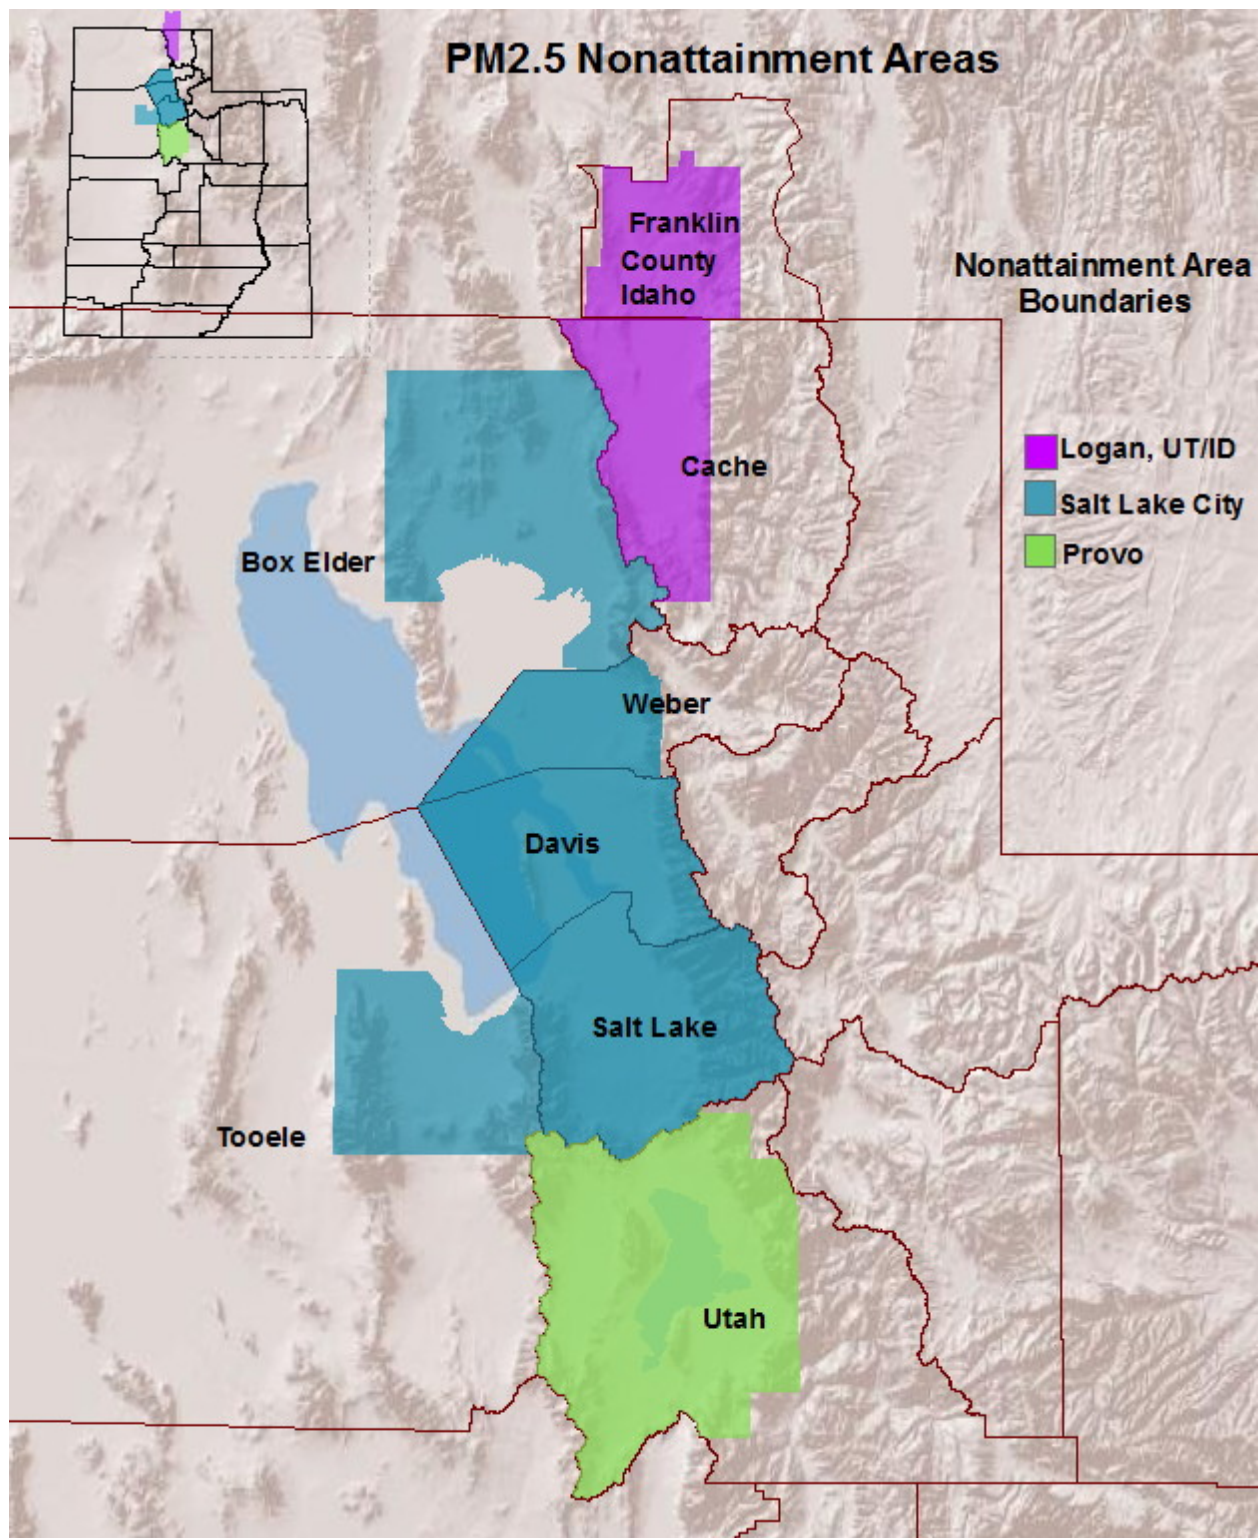 PM2.5 Nonattainment Areas
Franklin
County
Idaho
Nonattainment Area
Boundaries
Logan, UT/ID
Salt Lake City
Provo
Cache
Box Elder
Weber
Davis
Salt Lake
Tooele
Utah